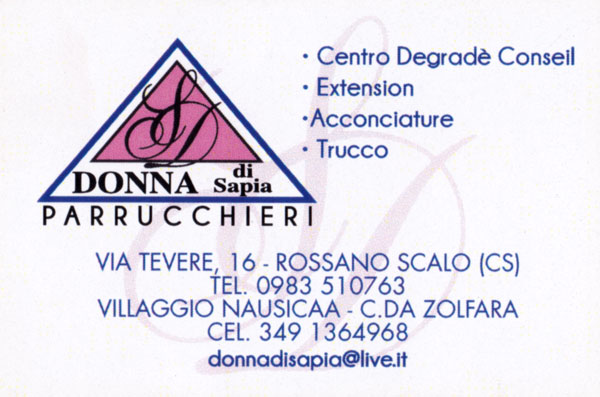 SD
DONNA di Sapia
PARRUCCHIERI
· Centro Degradè Conseil
· Extension
·Acconciature
· Trucco
VIA TEVERE, 16 - ROSSANO SCALO (CS)
TEL. 0983 510763
VILLAGGIO NAUSICAA - C.DA ZOLFARA
CEL. 349 1364968
donnadisapia@live.it